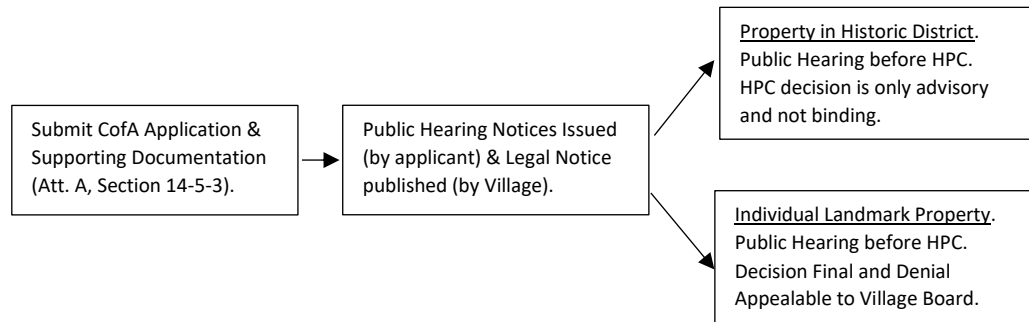 Submit CofA Application &
Supporting Documentation
(Att. A, Section 14-5-3).
Public Hearing Notices Issued
(by applicant) & Legal Notice
published (by Village).
Property in Historic District.
Public Hearing before HPC.
HPC decision is only advisory
and not binding.
Individual Landmark Property.
Public Hearing before HPC.
Decision Final and Denial
Appealable to Village Board.